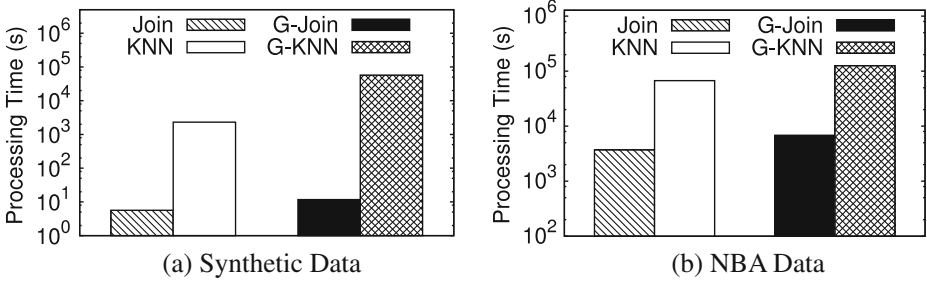 Join G-Join
KNN G-KNN
Processing Time (s)
10^6
10^5
10^4
10^3
10^2
10^1
10^0
(a) Synthetic Data
Join G-Join
KNN G-KNN
Processing Time (s)
10^6
10^5
10^4
10^3
10^2
(b) NBA Data